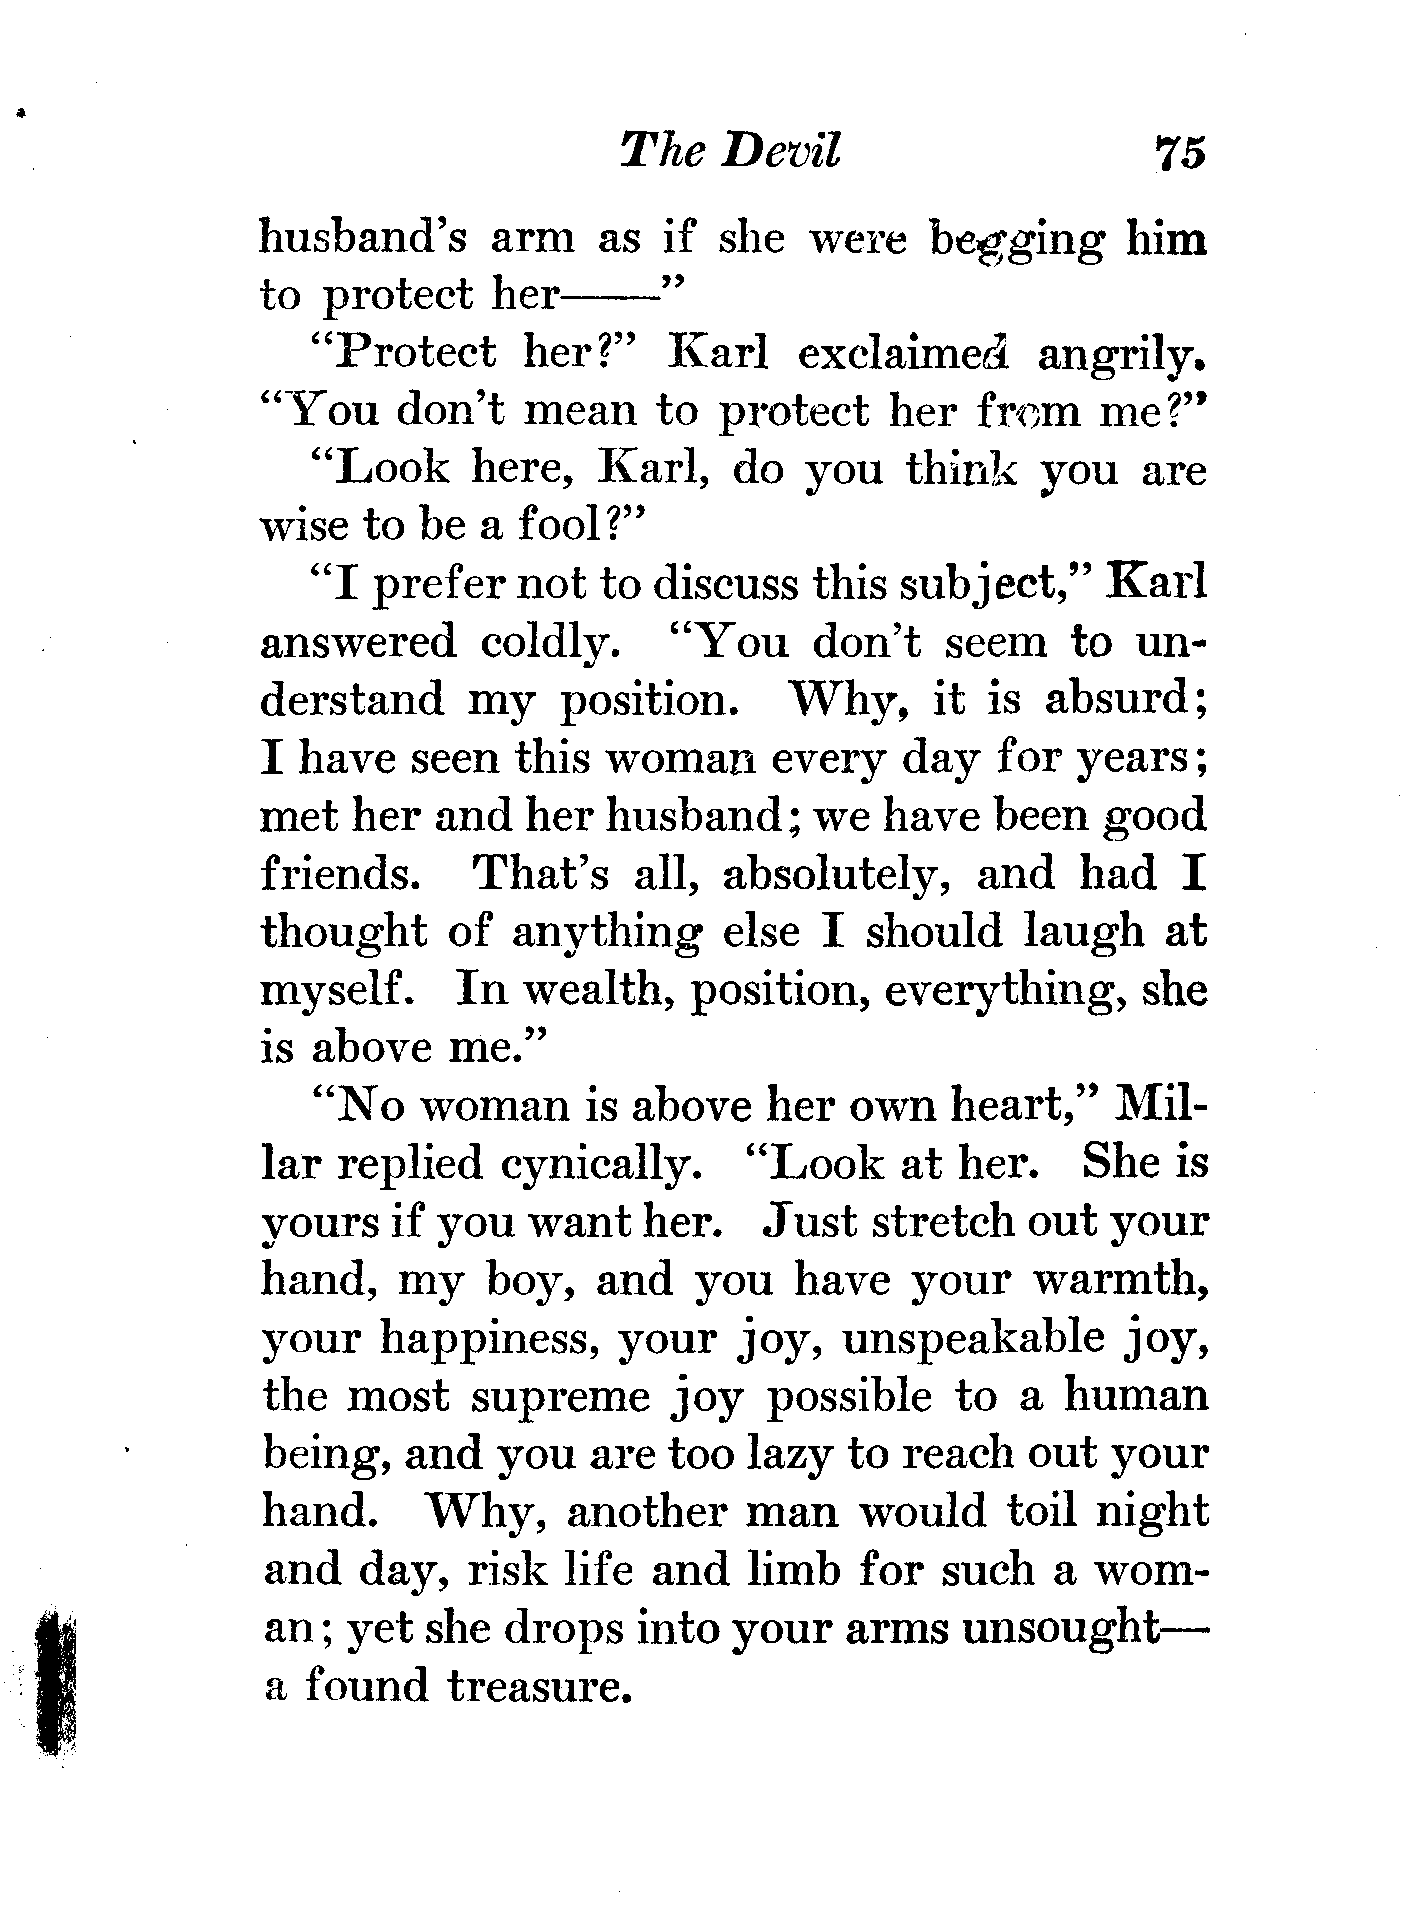 The Devil 75
husband's arm as if she were begging him
to protect her——"
"Protect her?" Karl exclaimed angrily.
"You don't mean to protect her from me?"
"Look here, Karl, do you think you are
wise to be a fool?"
"I prefer not to discuss this subject," Karl
answered coldly. "You don't seem to un-
derstand my position. Why, it is absurd;
I have seen this woman every day for years;
met her and her husband; we have been good
friends. That's all, absolutely, and had I
thought of anything else I should laugh at
myself. In wealth, position, everything, she
is above me."
"No woman is above her own heart," Mil-
lar replied cynically. "Look at her. She is
yours if you want her. Just stretch out your
hand, my boy, and you have your warmth,
your happiness, your joy, unspeakable joy,
the most supreme joy possible to a human
being, and you are too lazy to reach out your
hand. Why, another man would toil night
and day, risk life and limb for such a wom-
an; yet she drops into your arms unsought—
a found treasure.